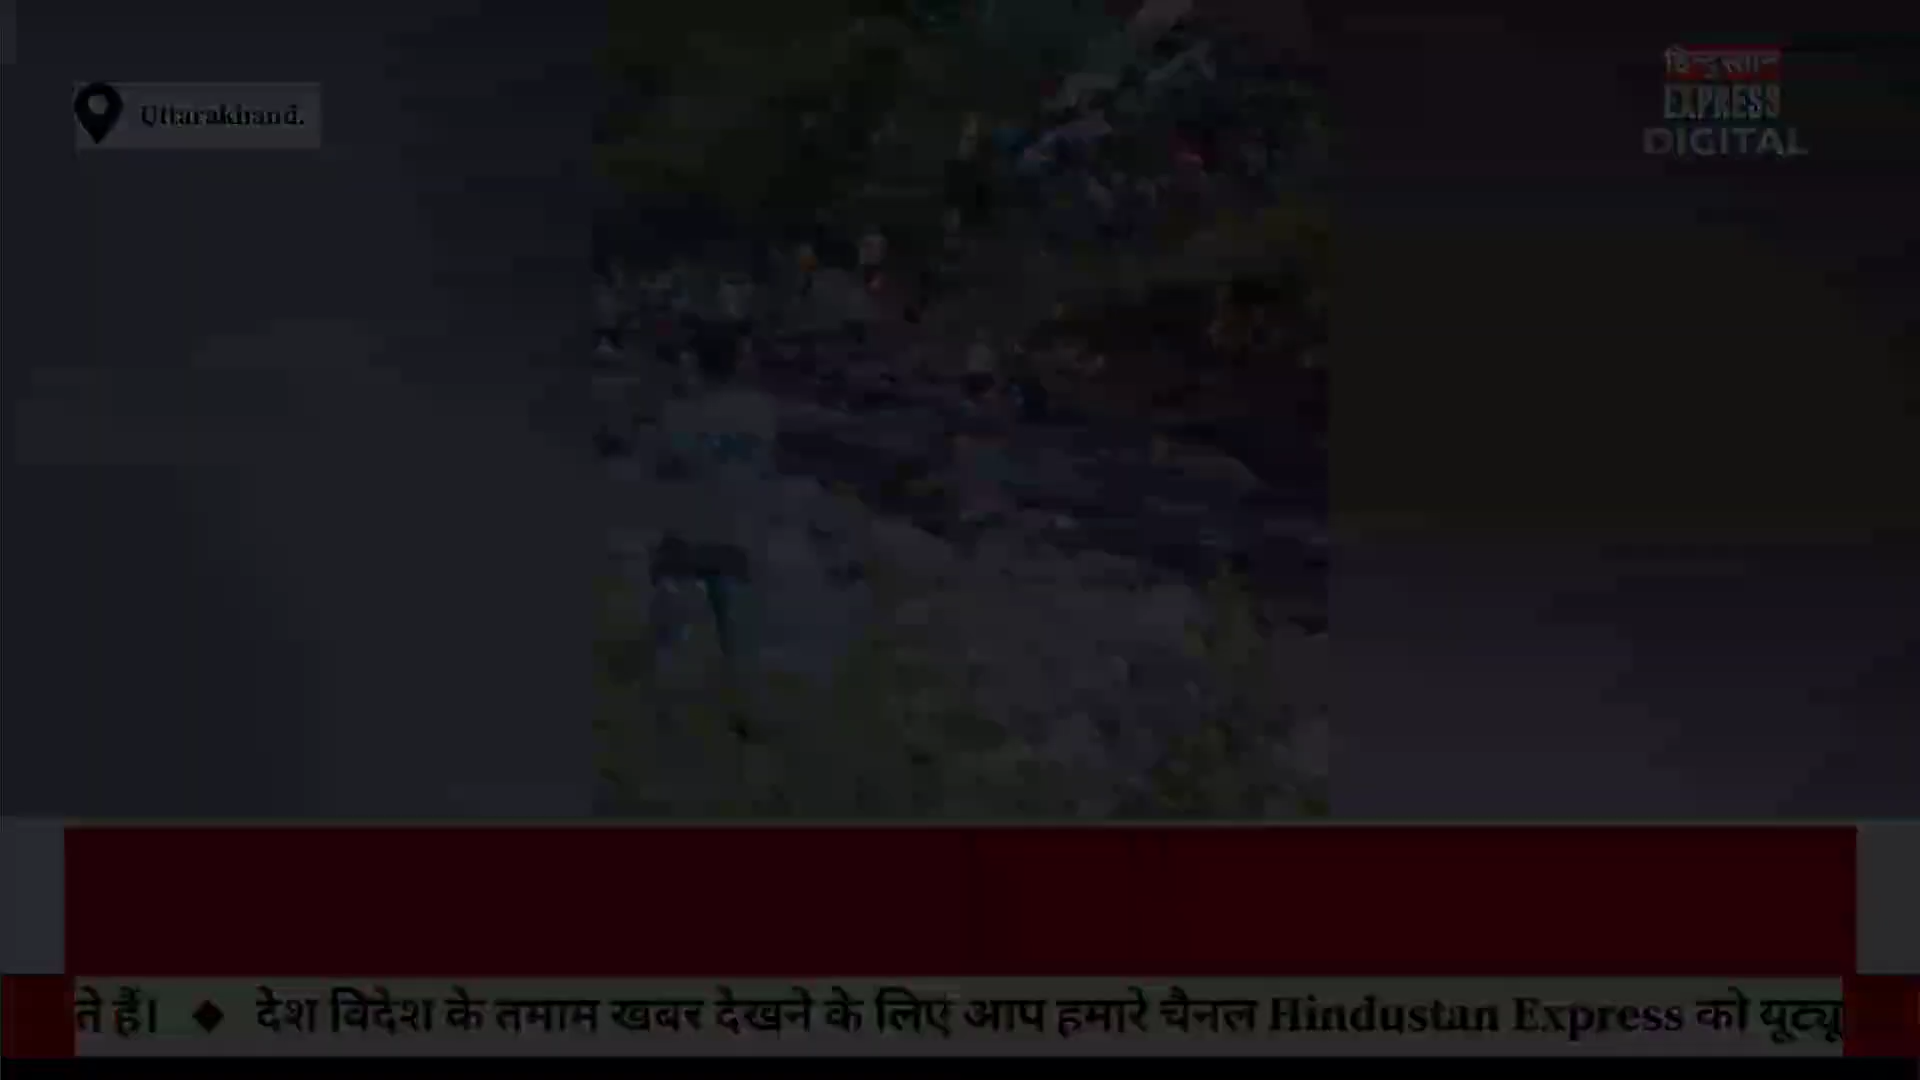 Uttarakhand.
हिन्दुस्तान
EXPRESS
DIGITAL
ते हैं। ◆ देश विदेश के तमाम खबर देखने के लिए आप हमारे चैनल Hindustan Express को यूट्यू